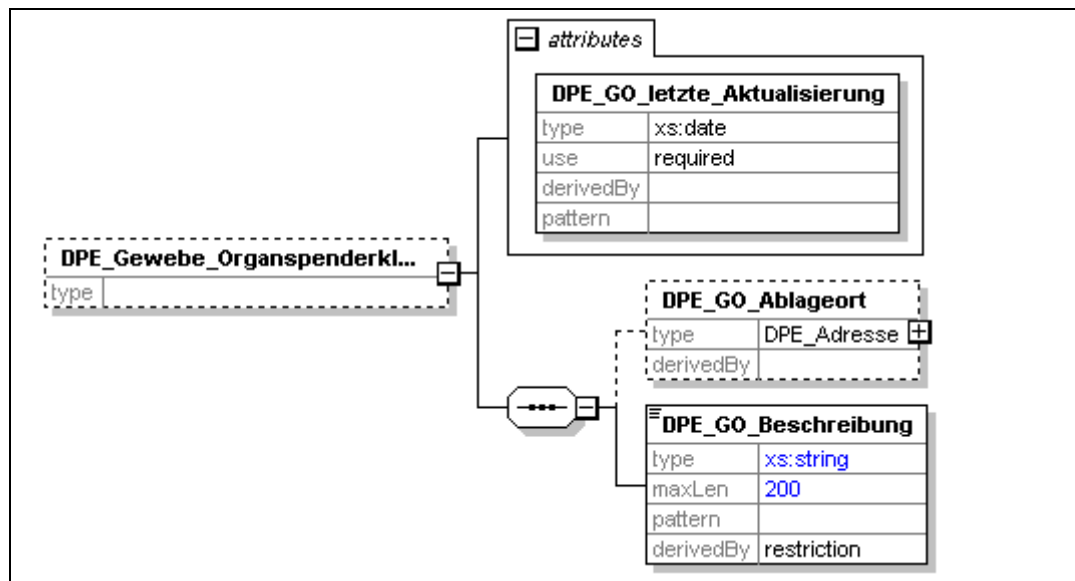 attributes
DPE_GO_letzte_Aktualisierung
type xs:date
use required
derivedBy
pattern
DPE_Gewebe_Organspenderkl...
type
DPE_GO_Ablageort
type DPE_Adresse
derivedBy
DPE_GO_Beschreibung
type xs:string
maxLen 200
pattern
derivedBy restriction